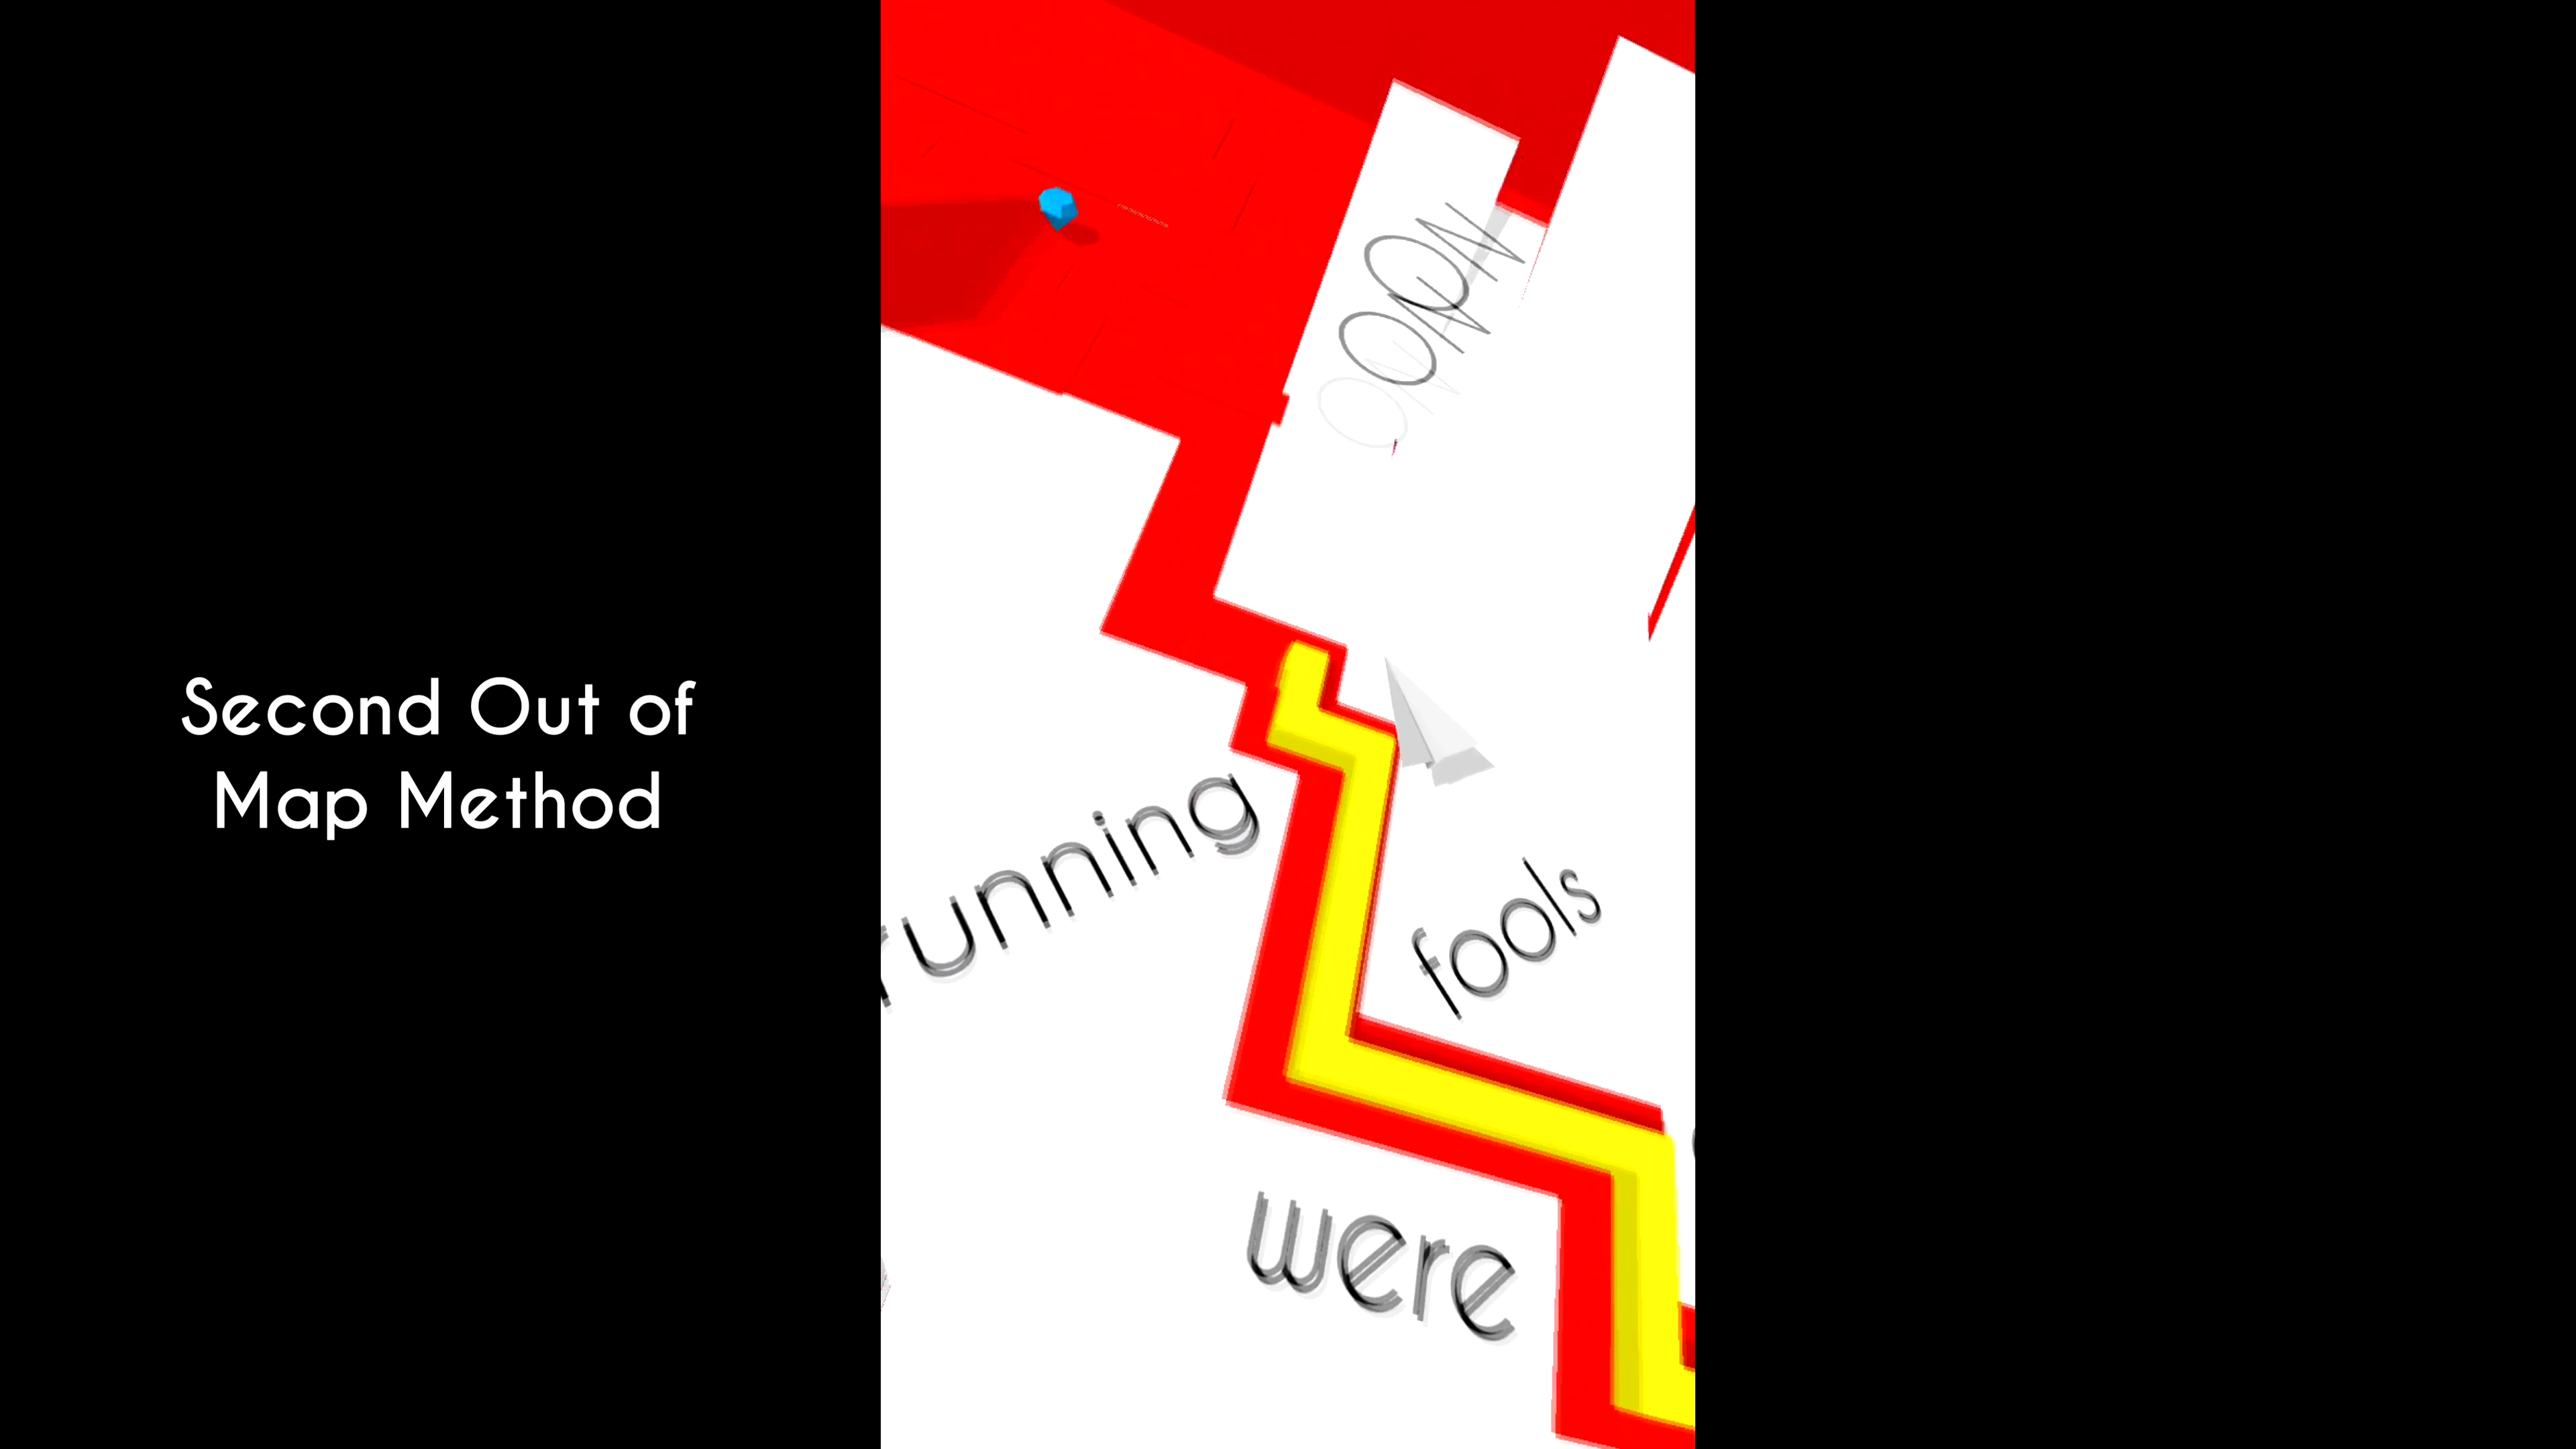 Second Out of
Map Method
running
fools
were